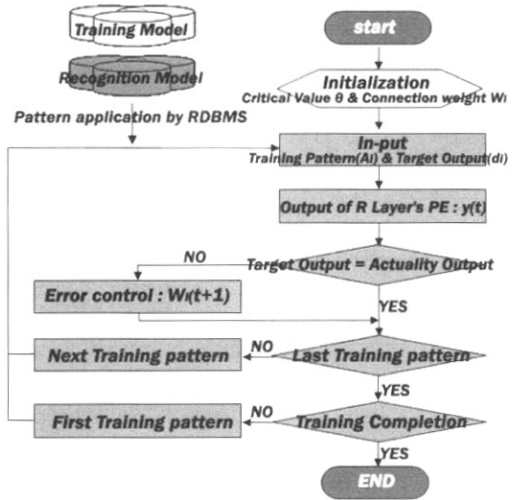 Training Model
Recognition Model
Pattern application by RDBMS
start
Initialization
Critical Value θ & Connection weight Wi
In-put
Training Pattern(Ai) & Target Output(di)
Output of R Layer's PE : y(t)
Target Output = Actuality Output
NO
Error control : Wi(t+1)
YES
Last Training pattern
NO
Next Training pattern
YES
Training Completion
NO
First Training pattern
YES
END